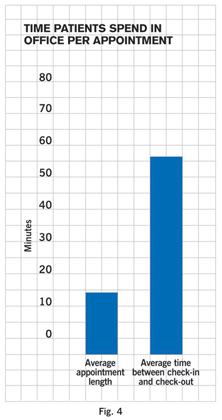 TIME PATIENTS SPEND IN
OFFICE PER APPOINTMENT
80
70
60
50
40
30
20
10
0
Minutes
Average
appointment
length
Average time
between check-in
and check-out
Fig. 4